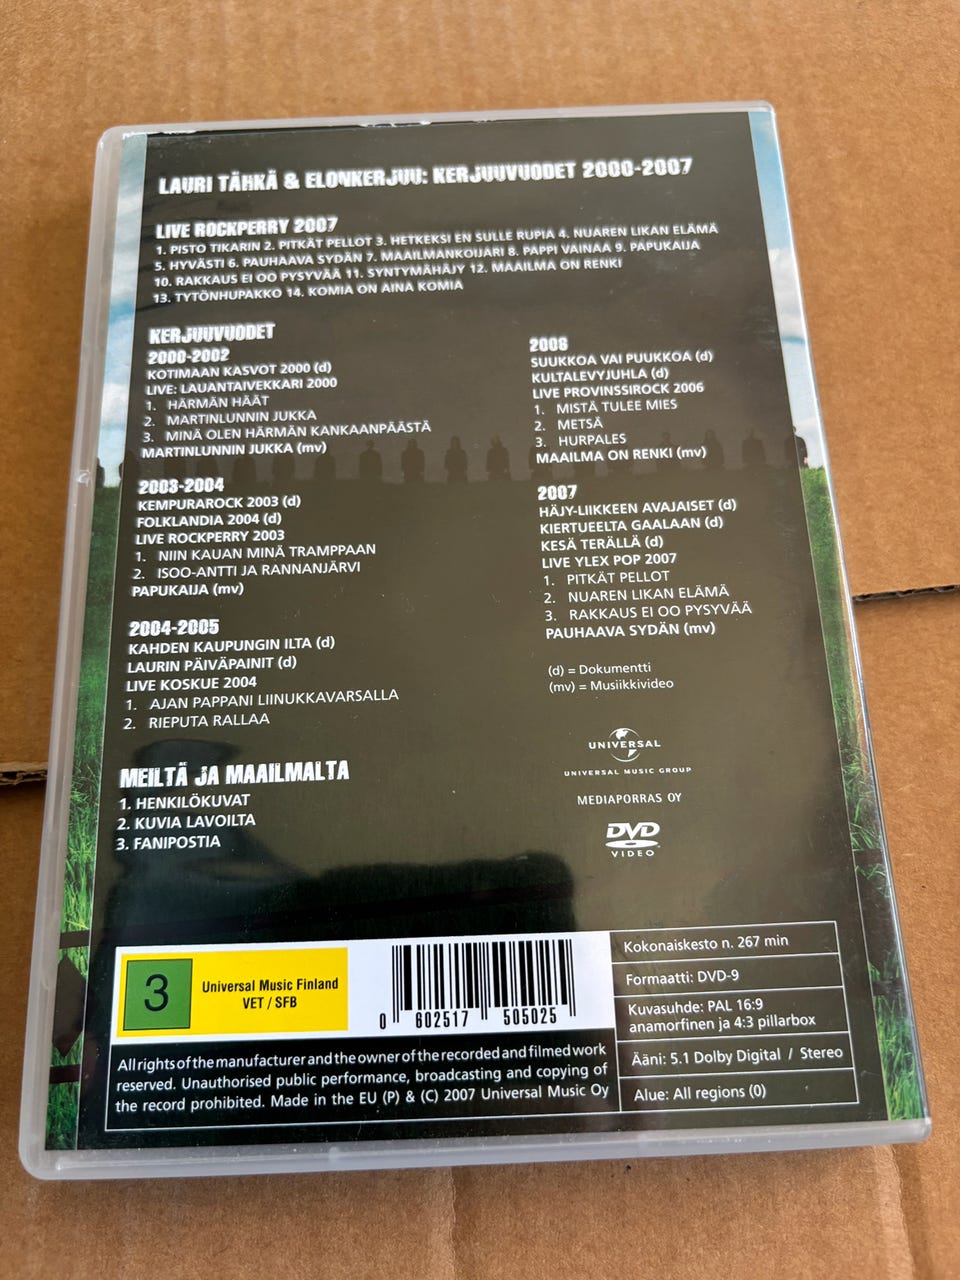 LAURI TÄHKÄ & ELONKERJUU: KERJUUVUODET 2000-2007
LIVE ROCKPERRY 2007
1. PISTO TIKARIN 2. PITKÄT PELLOT 3. HETKEKSI EN SULLE RUPIA 4. NUAREN LIKAN ELÄMÄ
5. HYVÄSTI 6. PAUHAAVA SYDÄN 7. MAAILMANKOIJARI 8. PAPPI VAINAA 9. PAPUKAIJA
10. RAKKAUS EI OO PYSYVÄÄ 11. SYNTYMÄHÄJY 12. MAAILMA ON RENKI
13. TYTÖNHUPAKKO 14. KOMIA ON AINA KOMIA
KERJUUVUODET
2000-2002
KOTIMAAN KASVOT 2000 (d)
LIVE: LAUANTAIVEKKARI 2000
1. HÄRMÄN HÄÄT
2. MARTINLUNNIN JUKKA
3. MINÄ OLEN HÄRMÄN KANKAANPÄÄSTÄ
MARTINLUNNIN JUKKA (mv)
2003-2004
KEMPURAROCK 2003 (d)
FOLKLANDIA 2004 (d)
LIVE ROCKPERRY 2003
1. NIIN KAUAN MINÄ TRAMPPAAN
2. ISOO-ANTTI JA RANNANJÄRVI
PAPUKAIJA (mv)
2004-2005
KAHDEN KAUPUNGIN ILTA (d)
LAURIN PÄIVÄPAINIT (d)
LIVE KOSKUE 2004
1. AJAN PAPPANI LIINUKKAVARSALLA
2. RIEPUTA RALLAA
MEILTÄ JA MAAILMALTA
1. HENKILÖKUVAT
2. KUVIA LAVOILTA
3. FANIPOSTIA
2006
SUUKKOA VAI PUUKKOA (d)
KULTALEVYJUHLA (d)
LIVE PROVINSSIROCK 2006
1. MISTÄ TULEE MIES
2. METSÄ
3. HURPALES
MAAILMA ON RENKI (mv)
2007
HÄJY-LIIKKEEN AVAJAISET (d)
KIERTUEELTA GAALAAN (d)
KESÄ TERÄLLÄ (d)
LIVE YLEX POP 2007
1. PITKÄT PELLOT
2. NUAREN LIKAN ELÄMÄ
3. RAKKAUS EI OO PYSYVÄÄ
PAUHAAVA SYDÄN (mv)
(d) = Dokumentti
(mv) = Musiikkivideo
UNIVERSAL
UNIVERSAL MUSIC GROUP
MEDIAPORRAS OY
DVD
VIDEO
3
Universal Music Finland
VET / SFB
0 602517 505025
All rights of the manufacturer and the owner of the recorded and filmed work
reserved. Unauthorised public performance, broadcasting and copying of
the record prohibited. Made in the EU (P) & (C) 2007 Universal Music Oy
Kokonaiskesto n. 267 min
Formaatti: DVD-9
Kuvasuhde: PAL 16:9
anamorfinen ja 4:3 pillarbox
Ääni: 5.1 Dolby Digital / Stereo
Alue: All regions (0)